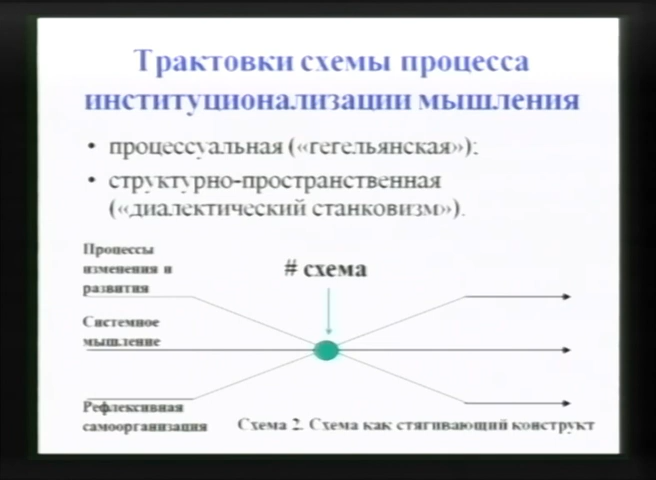 Трактовки схемы процесса
институционализации мышления
• процессуальная («гегельянская»);
• структурно-пространственная
(«диалектический станковизм»).
Процессы
изменения и
развития
# схема
Системное
мышление
Рефлексивная
самоорганизация
Схема 2. Схема как стягивающий конструкт